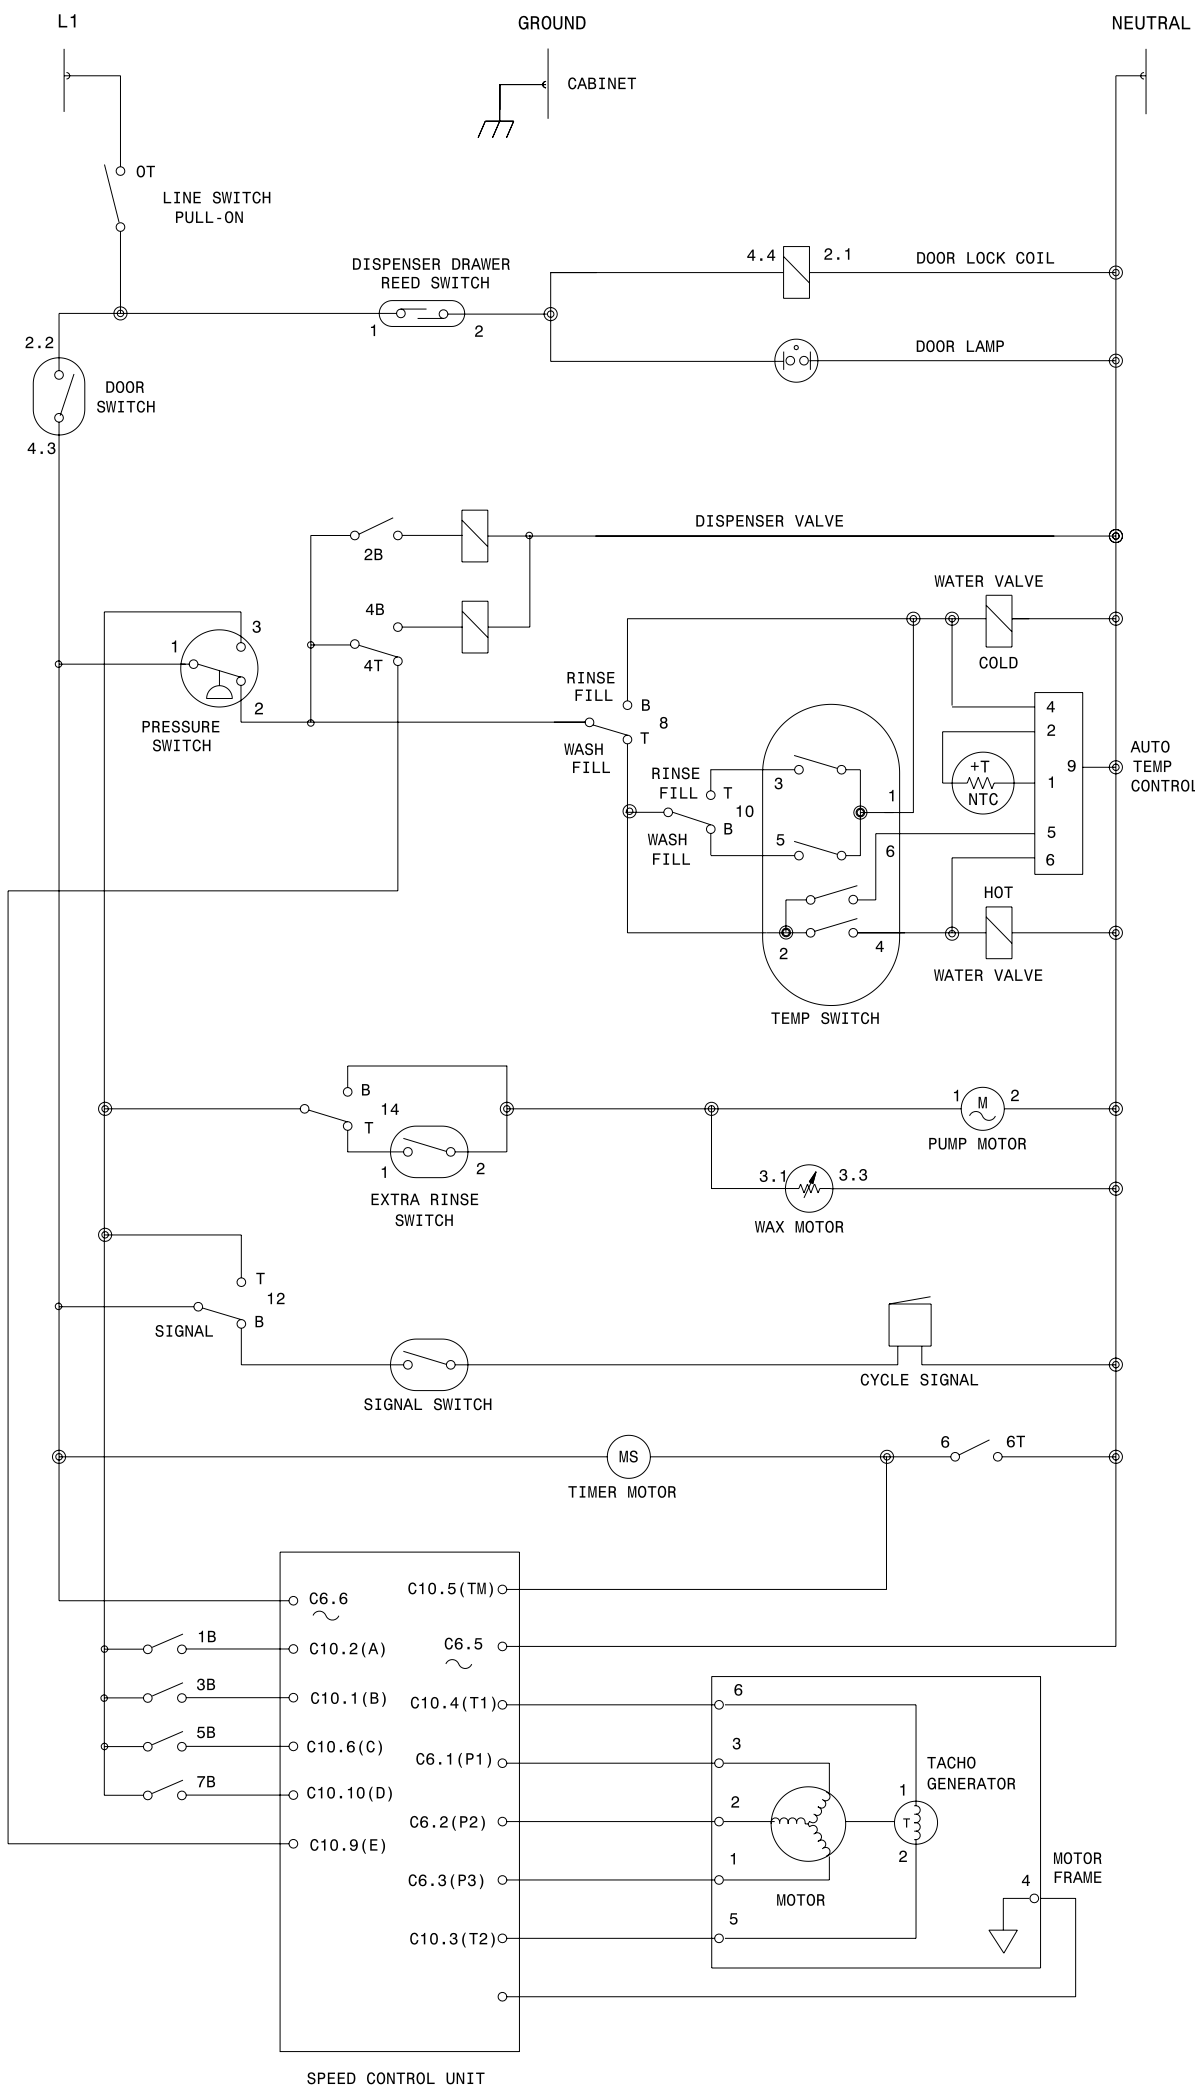 L1
GROUND
NEUTRAL
CABINET
OT
LINE SWITCH
PULL-ON
DISPENSER DRAWER
REED SWITCH
1
2
4.4
2.1
DOOR LOCK COIL
DOOR LAMP
2.2
DOOR
SWITCH
4.3
DISPENSER VALVE
2B
4B
4T
WATER VALVE
COLD
3
1
2
PRESSURE
SWITCH
RINSE
FILL
B
8
T
WASH
FILL
RINSE
FILL
T
10
B
WASH
FILL
3
1
5
6
2
4
TEMP SWITCH
4
2
9
1
5
6
+T
NTC
AUTO
TEMP
CONTROL
HOT
WATER VALVE
B
14
T
1
2
EXTRA RINSE
SWITCH
1
M
2
PUMP MOTOR
3.1
3.3
WAX MOTOR
T
12
B
SIGNAL
SIGNAL SWITCH
CYCLE SIGNAL
MS
TIMER MOTOR
6
6T
C6.6
C10.5(TM)
1B
C10.2(A)
C6.5
3B
C10.1(B)
C10.4(T1)
6
5B
C10.6(C)
C6.1(P1)
3
7B
C10.10(D)
C6.2(P2)
2
C10.9(E)
C6.3(P3)
1
C10.3(T2)
5
MOTOR
TACHO
GENERATOR
1
T
2
MOTOR
FRAME
4
SPEED CONTROL UNIT